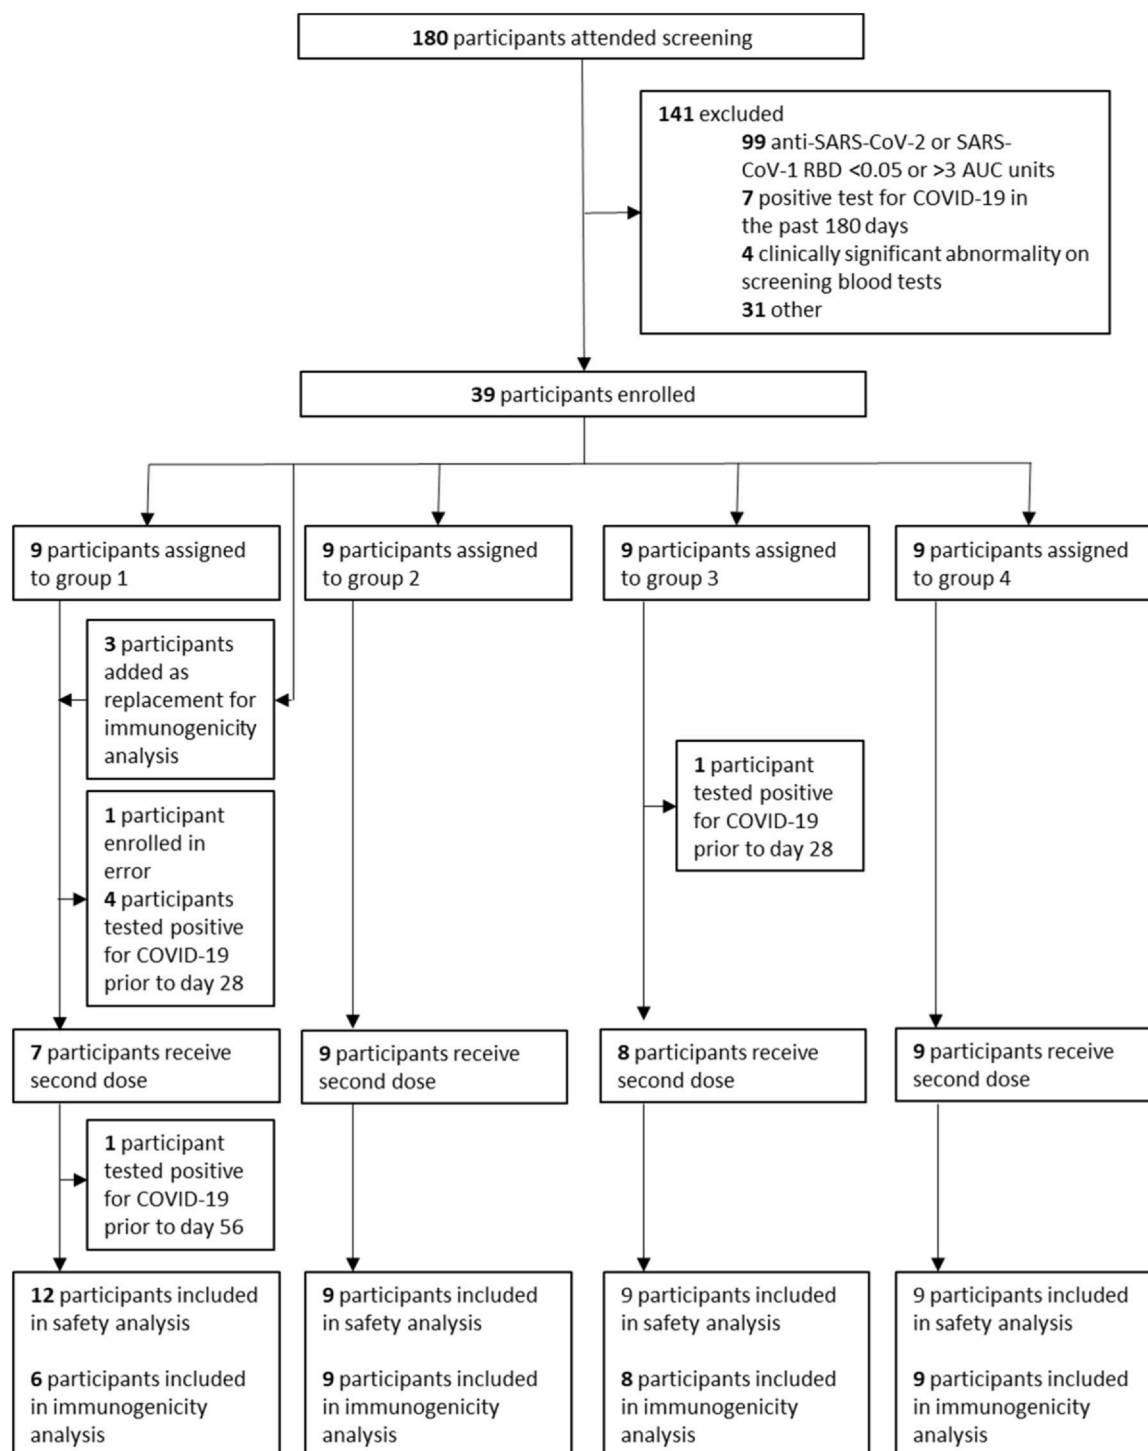 180 participants attended screening
141 excluded
99 anti-SARS-CoV-2 or SARS-
CoV-1 RBD <0.05 or >3 AUC units
7 positive test for COVID-19 in
the past 180 days
4 clinically significant abnormality on
screening blood tests
31 other
39 participants enrolled
9 participants assigned
to group 1
9 participants assigned
to group 2
9 participants assigned
to group 3
9 participants assigned
to group 4
3 participants
added as
replacement for
immunogenicity
analysis
1 participant
enrolled in
error
4 participants
tested positive
for COVID-19
prior to day 28
1 participant
tested positive
for COVID-19
prior to day 28
7 participants receive
second dose
9 participants receive
second dose
8 participants receive
second dose
9 participants receive
second dose
1 participant
tested positive
for COVID-19
prior to day 56
12 participants included
in safety analysis
6 participants included
in immunogenicity
analysis
9 participants included
in safety analysis
9 participants included
in immunogenicity
analysis
9 participants included
in safety analysis
8 participants included
in immunogenicity
analysis
9 participants included
in safety analysis
9 participants included
in immunogenicity
analysis